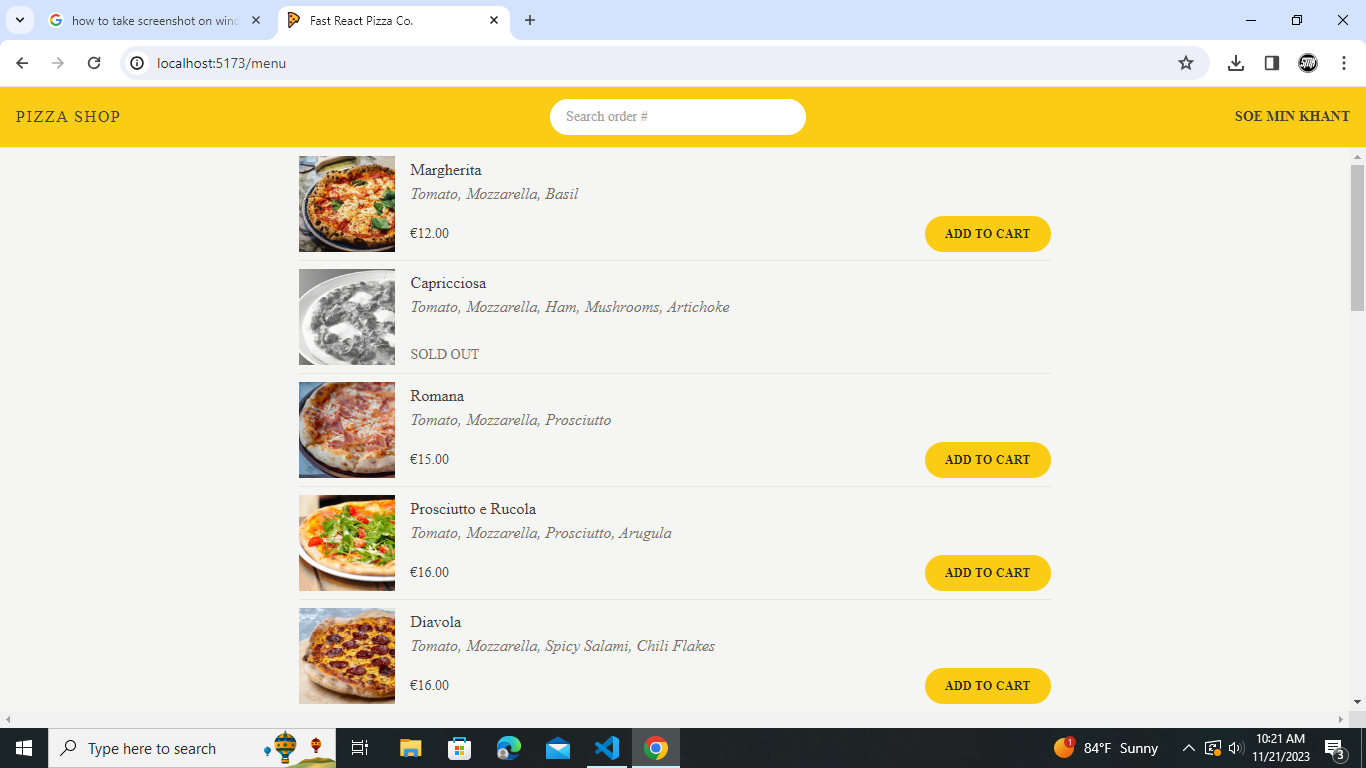 how to take screenshot on wind
Fast React Pizza Co.
localhost:5173/menu
PIZZA SHOP
Search order #
SOE MIN KHANT
Margherita
Tomato, Mozzarella, Basil
€12.00
ADD TO CART
Capricciosa
Tomato, Mozzarella, Ham, Mushrooms, Artichoke
SOLD OUT
Romana
Tomato, Mozzarella, Prosciutto
€15.00
ADD TO CART
Prosciutto e Rucola
Tomato, Mozzarella, Prosciutto, Arugula
€16.00
ADD TO CART
Diavola
Tomato, Mozzarella, Spicy Salami, Chili Flakes
€16.00
ADD TO CART
Type here to search
1
84°F Sunny
10:21 AM
11/21/2023
3